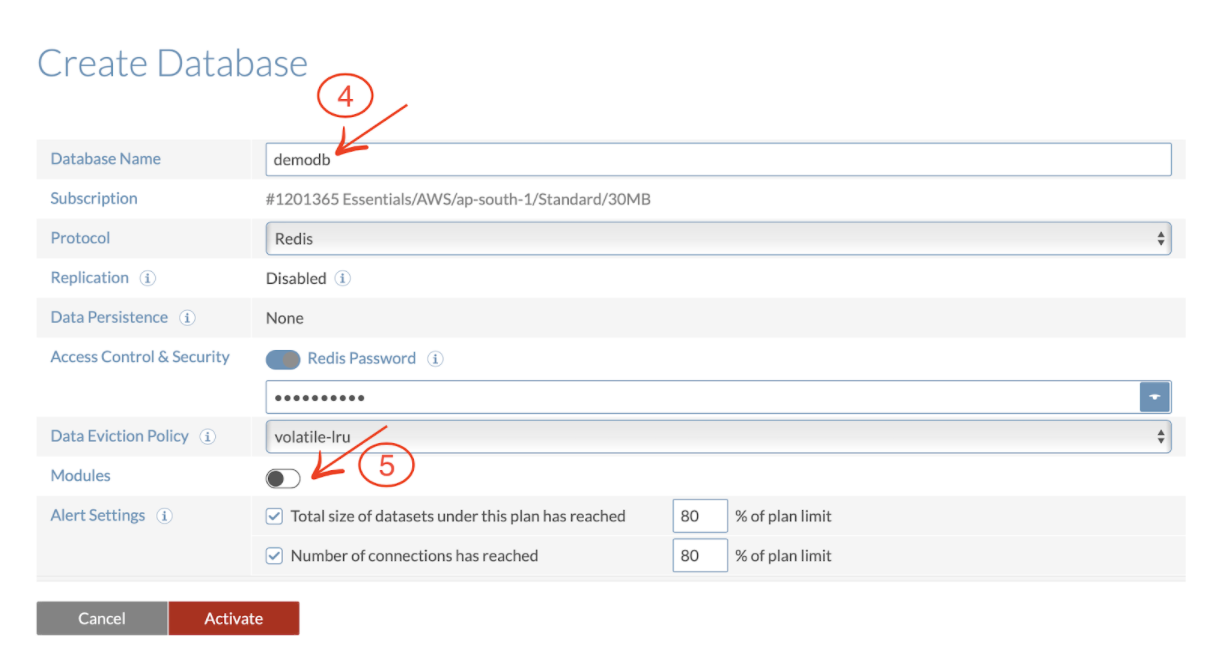 Create Database
4
Database Name demodb
Subscription #1201365 Essentials/AWS/ap-south-1/Standard/30MB
Protocol Redis
Replication i Disabled i
Data Persistence i None
Access Control & Security Redis Password i
••••••••••
Data Eviction Policy i volatile-lru
Modules 5
Alert Settings i Total size of datasets under this plan has reached 80 % of plan limit
Number of connections has reached 80 % of plan limit
Cancel Activate